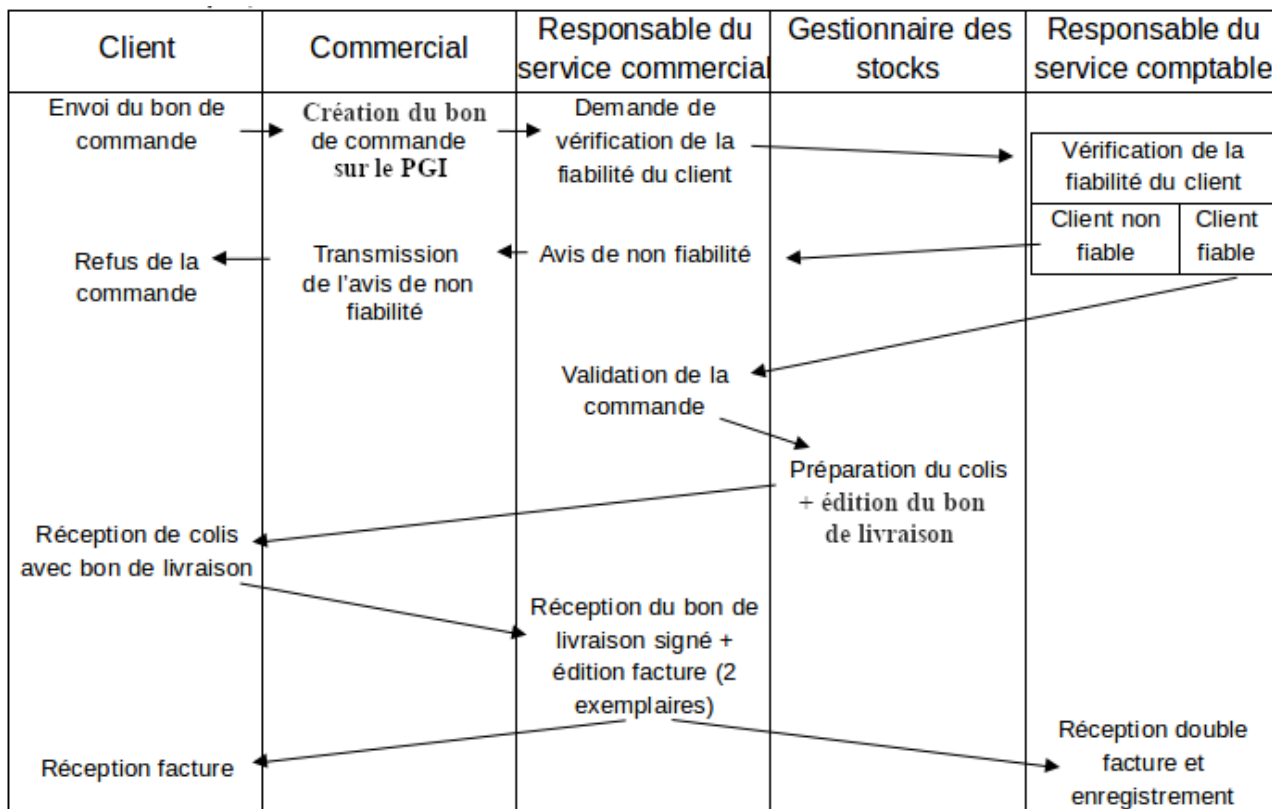 Client
Commercial
Responsable du
service commercial
Gestionnaire des
stocks
Responsable du
service comptable
Envoi du bon de
commande
Création du bon
de commande
sur le PGI
Demande de
vérification de la
fiabilité du client
Vérification de la
fiabilité du client
Client non
fiable
Client
fiable
Avis de non fiabilité
Transmission
de l'avis de non
fiabilité
Refus de la
commande
Validation de la
commande
Préparation du colis
+ édition du bon
de livraison
Réception de colis
avec bon de livraison
Réception du bon de
livraison signé +
édition facture (2
exemplaires)
Réception facture
Réception double
facture et
enregistrement